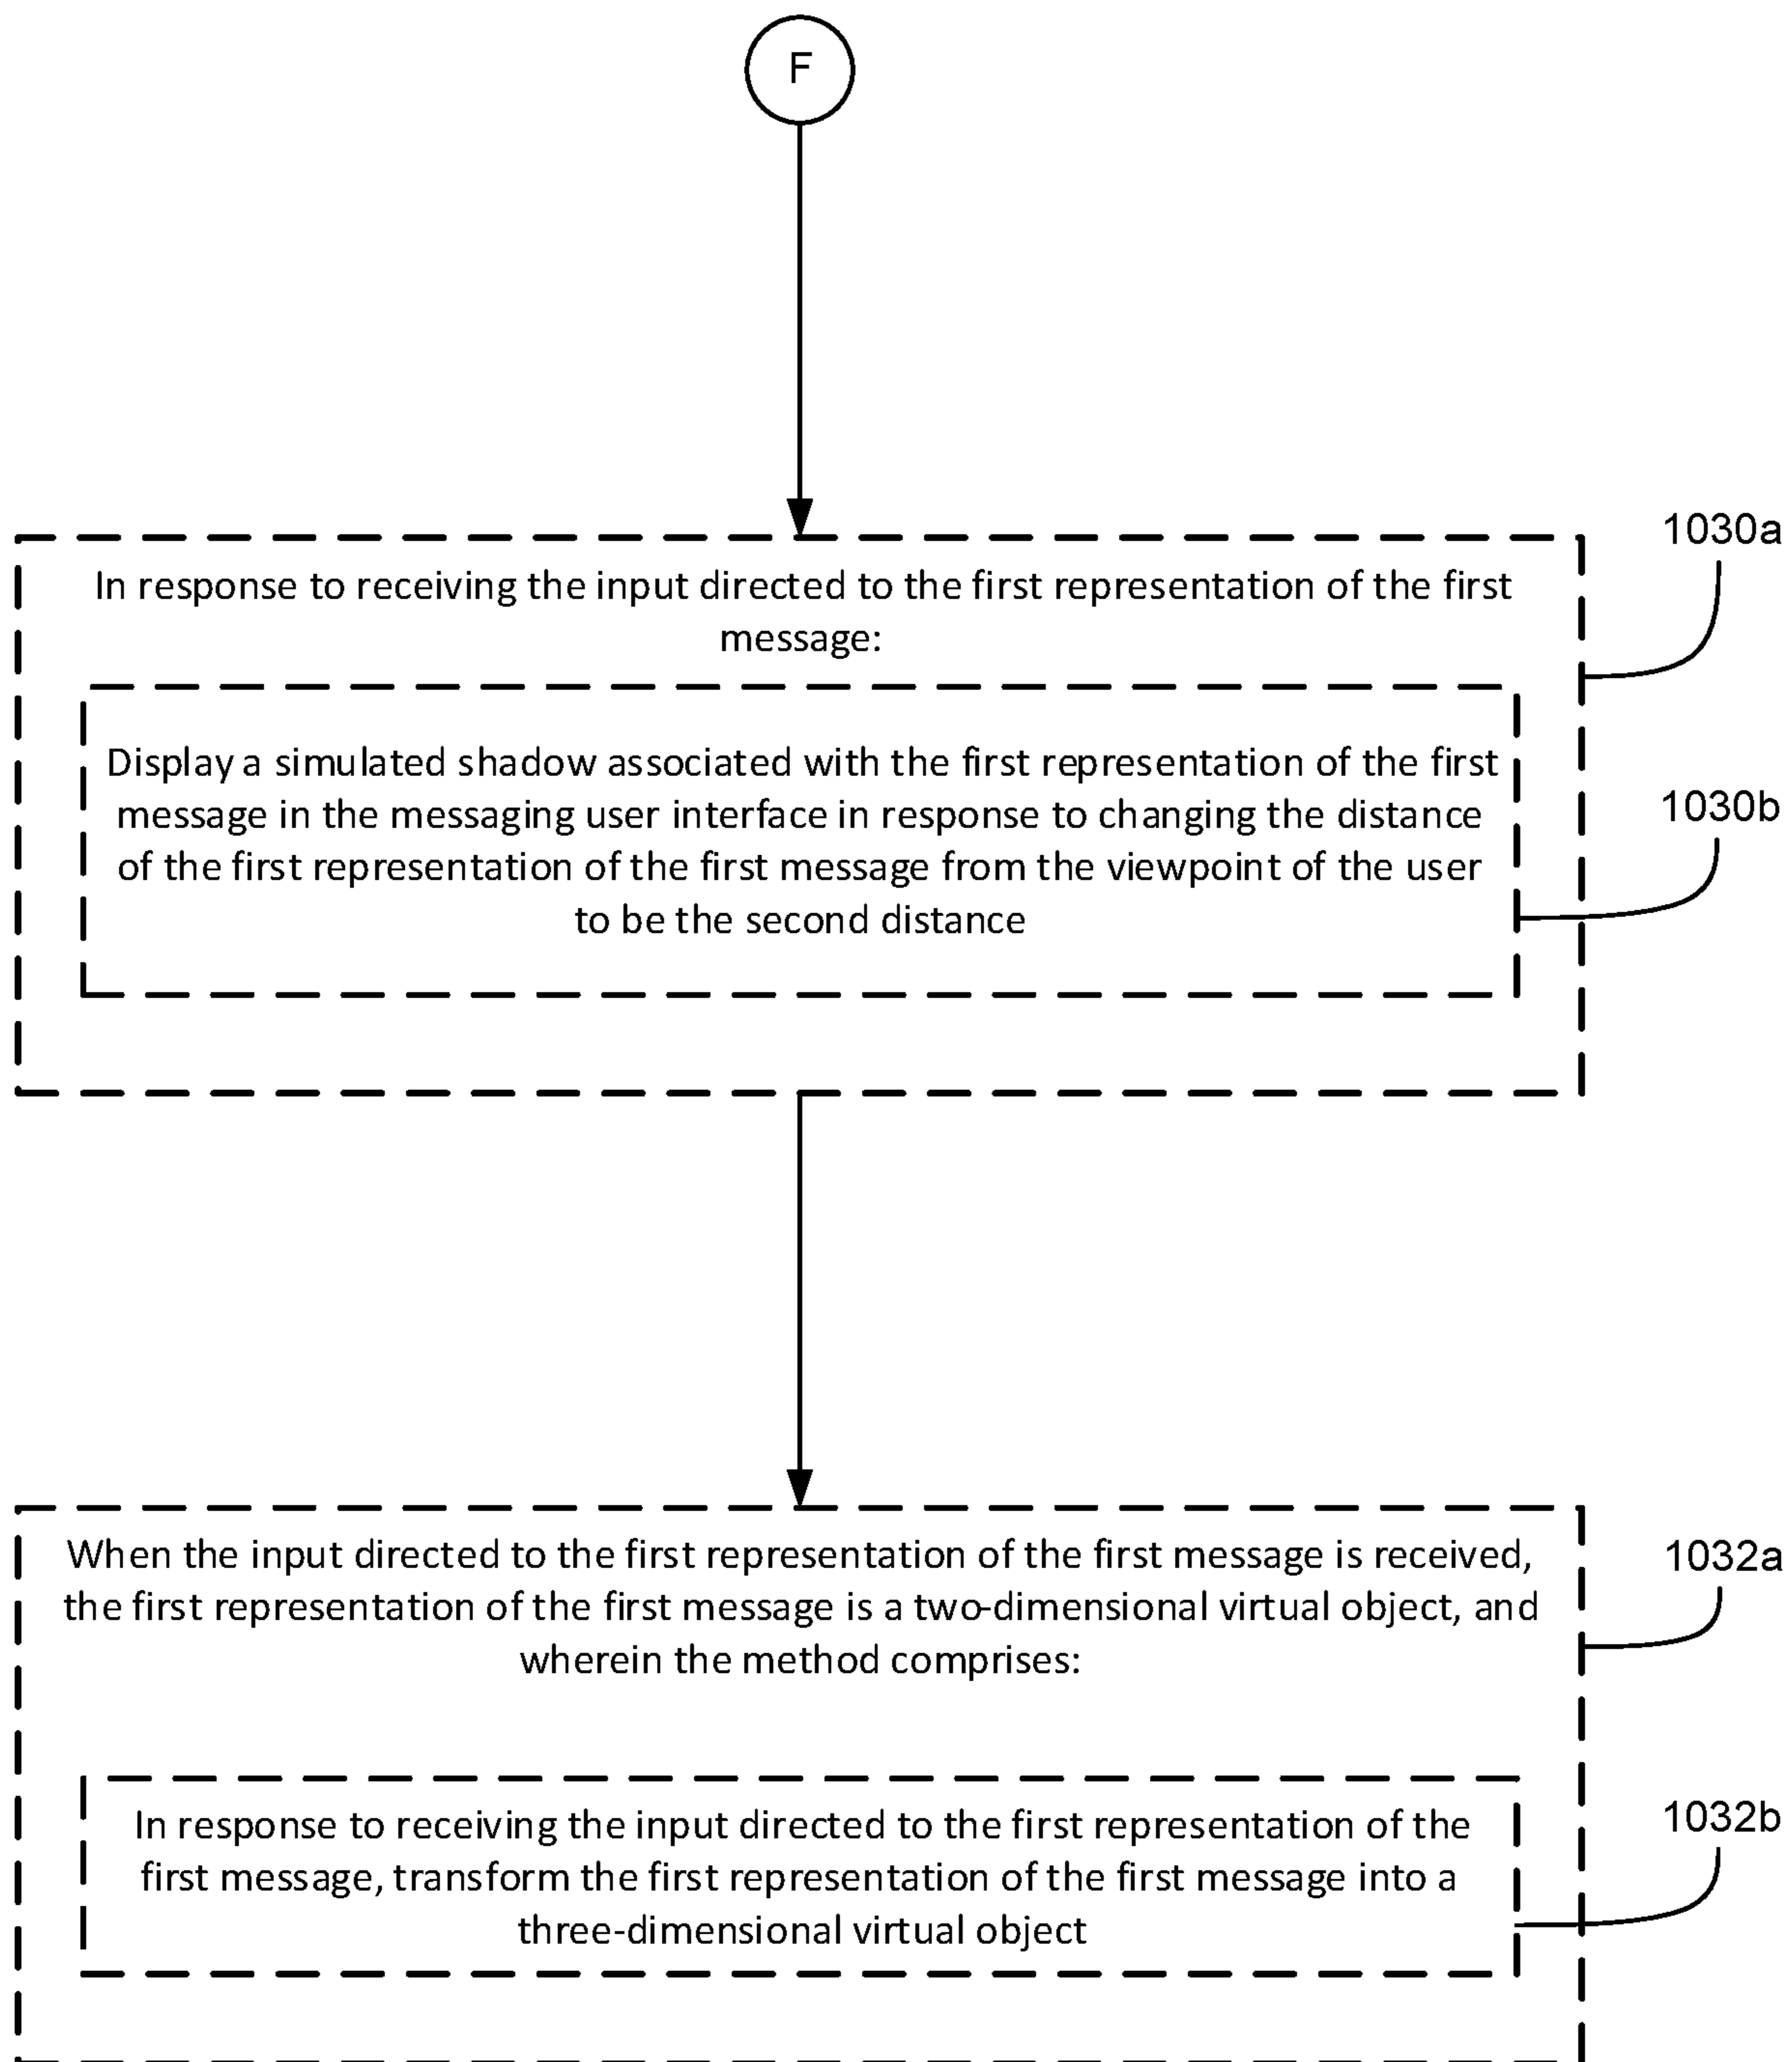 F
1030a
In response to receiving the input directed to the first representation of the first
message:
Display a simulated shadow associated with the first representation of the first
message in the messaging user interface in response to changing the distance
of the first representation of the first message from the viewpoint of the user
to be the second distance
1030b
1032a
When the input directed to the first representation of the first message is received,
the first representation of the first message is a two-dimensional virtual object, and
wherein the method comprises:
1032b
In response to receiving the input directed to the first representation of the
first message, transform the first representation of the first message into a
three-dimensional virtual object